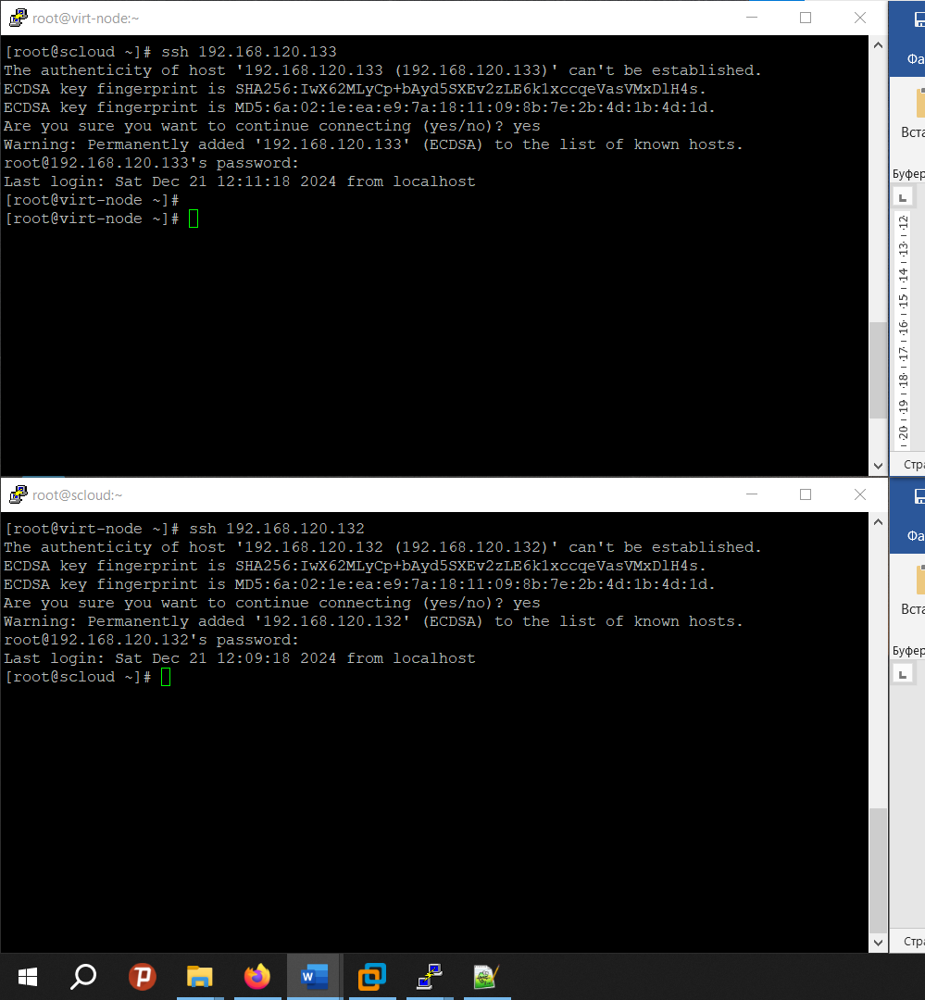 root@virt-node:~
[root@scloud ~]# ssh 192.168.120.133
The authenticity of host '192.168.120.133 (192.168.120.133)' can't be established.
ECDSA key fingerprint is SHA256:IwX62MLyCp+bAyd5SXEv2zLE6k1xccqeVasVMxDlH4s.
ECDSA key fingerprint is MD5:6a:02:1e:ea:e9:7a:18:11:09:8b:7e:2b:4d:1b:4d:1d.
Are you sure you want to continue connecting (yes/no)? yes
Warning: Permanently added '192.168.120.133' (ECDSA) to the list of known hosts.
root@192.168.120.133's password:
Last login: Sat Dec 21 12:11:18 2024 from localhost
[root@virt-node ~]#
[root@virt-node ~]#
Фа
Вста
Буфер
12
13
14
15
16
17
18
19
20
Стра
root@scloud:~
[root@virt-node ~]# ssh 192.168.120.132
The authenticity of host '192.168.120.132 (192.168.120.132)' can't be established.
ECDSA key fingerprint is SHA256:IwX62MLyCp+bAyd5SXEv2zLE6k1xccqeVasVMxDlH4s.
ECDSA key fingerprint is MD5:6a:02:1e:ea:e9:7a:18:11:09:8b:7e:2b:4d:1b:4d:1d.
Are you sure you want to continue connecting (yes/no)? yes
Warning: Permanently added '192.168.120.132' (ECDSA) to the list of known hosts.
root@192.168.120.132's password:
Last login: Sat Dec 21 12:09:18 2024 from localhost
[root@scloud ~]#
Фа
Вста
Буфер
Стра